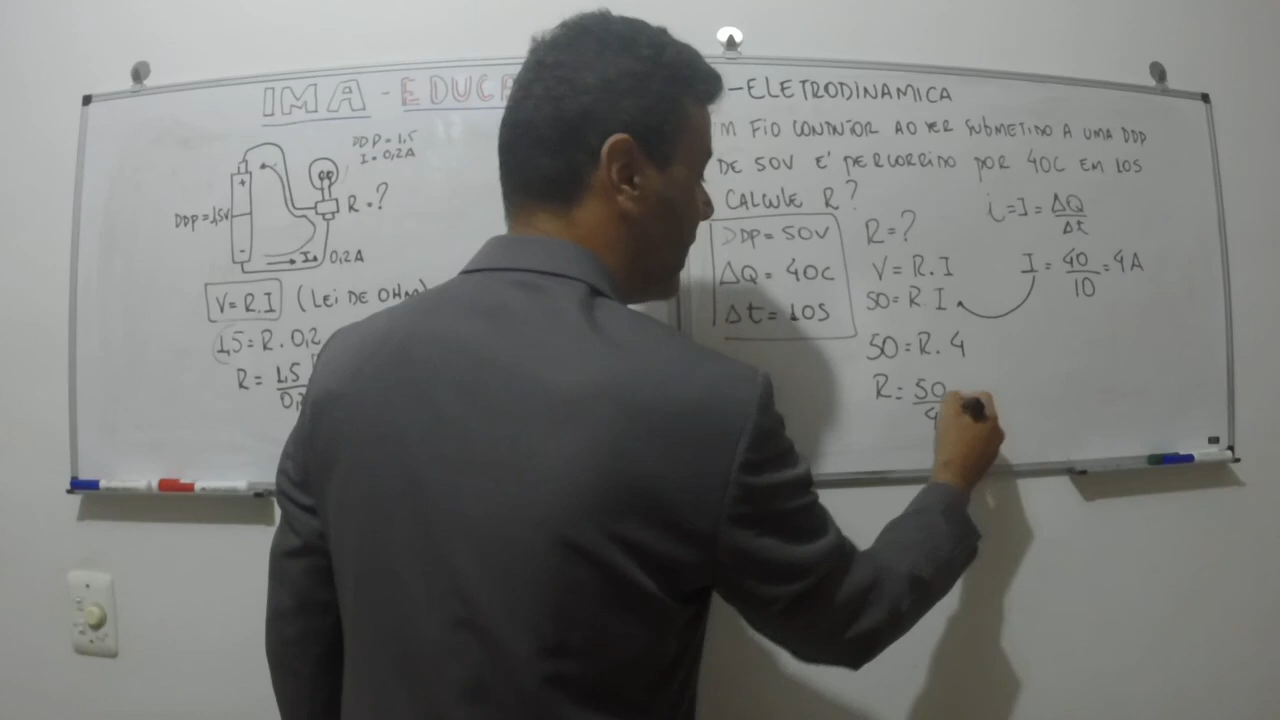 IMA - EDUCA
- ELETRODINAMICA
DDP = 1,5
I = 0,2A
DDP = 1,5V
+
-
R = ?
I
0,2A
V = R.I (LEI DE OHM)
1,5 = R. 0,2
R = 1,5
0,2
M FIO CONDUTOR AO SER SUBMETIDO A UMA DDP
DE 50V E' PERCORRIDO POR 40C EM 10S
CALCULE R?
DDP = 50V
ΔQ = 40C
Δt = 10S
R = ?
V = R.I
50 = R.I
50 = R. 4
R = 50
4
i = I = ΔQ
Δt
I = 40 = 4A
10